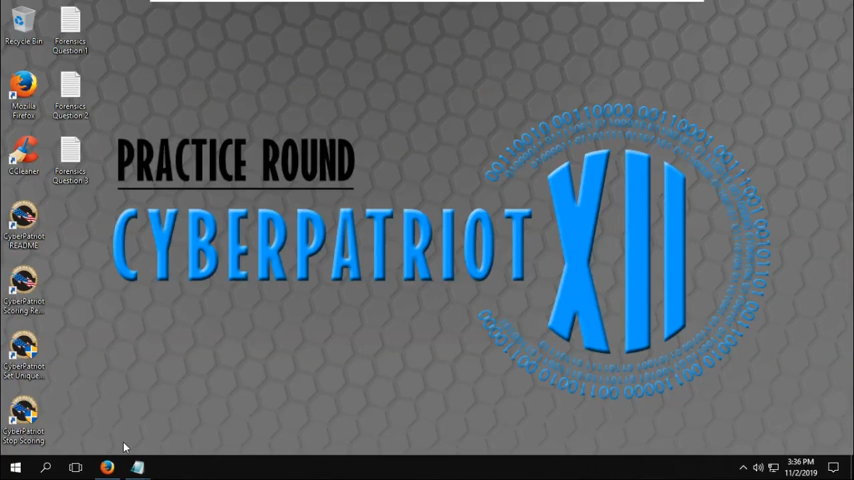 Recycle Bin
Forensics
Question 1
Mozilla
Firefox
Forensics
Question 2
CCleaner
Forensics
Question 3
CyberPatriot
README
CyberPatriot
Scoring Re...
CyberPatriot
Set Unique...
CyberPatriot
Stop Scoring
PRACTICE ROUND
CYBERPATRIOT
XII
3:36 PM
11/2/2019